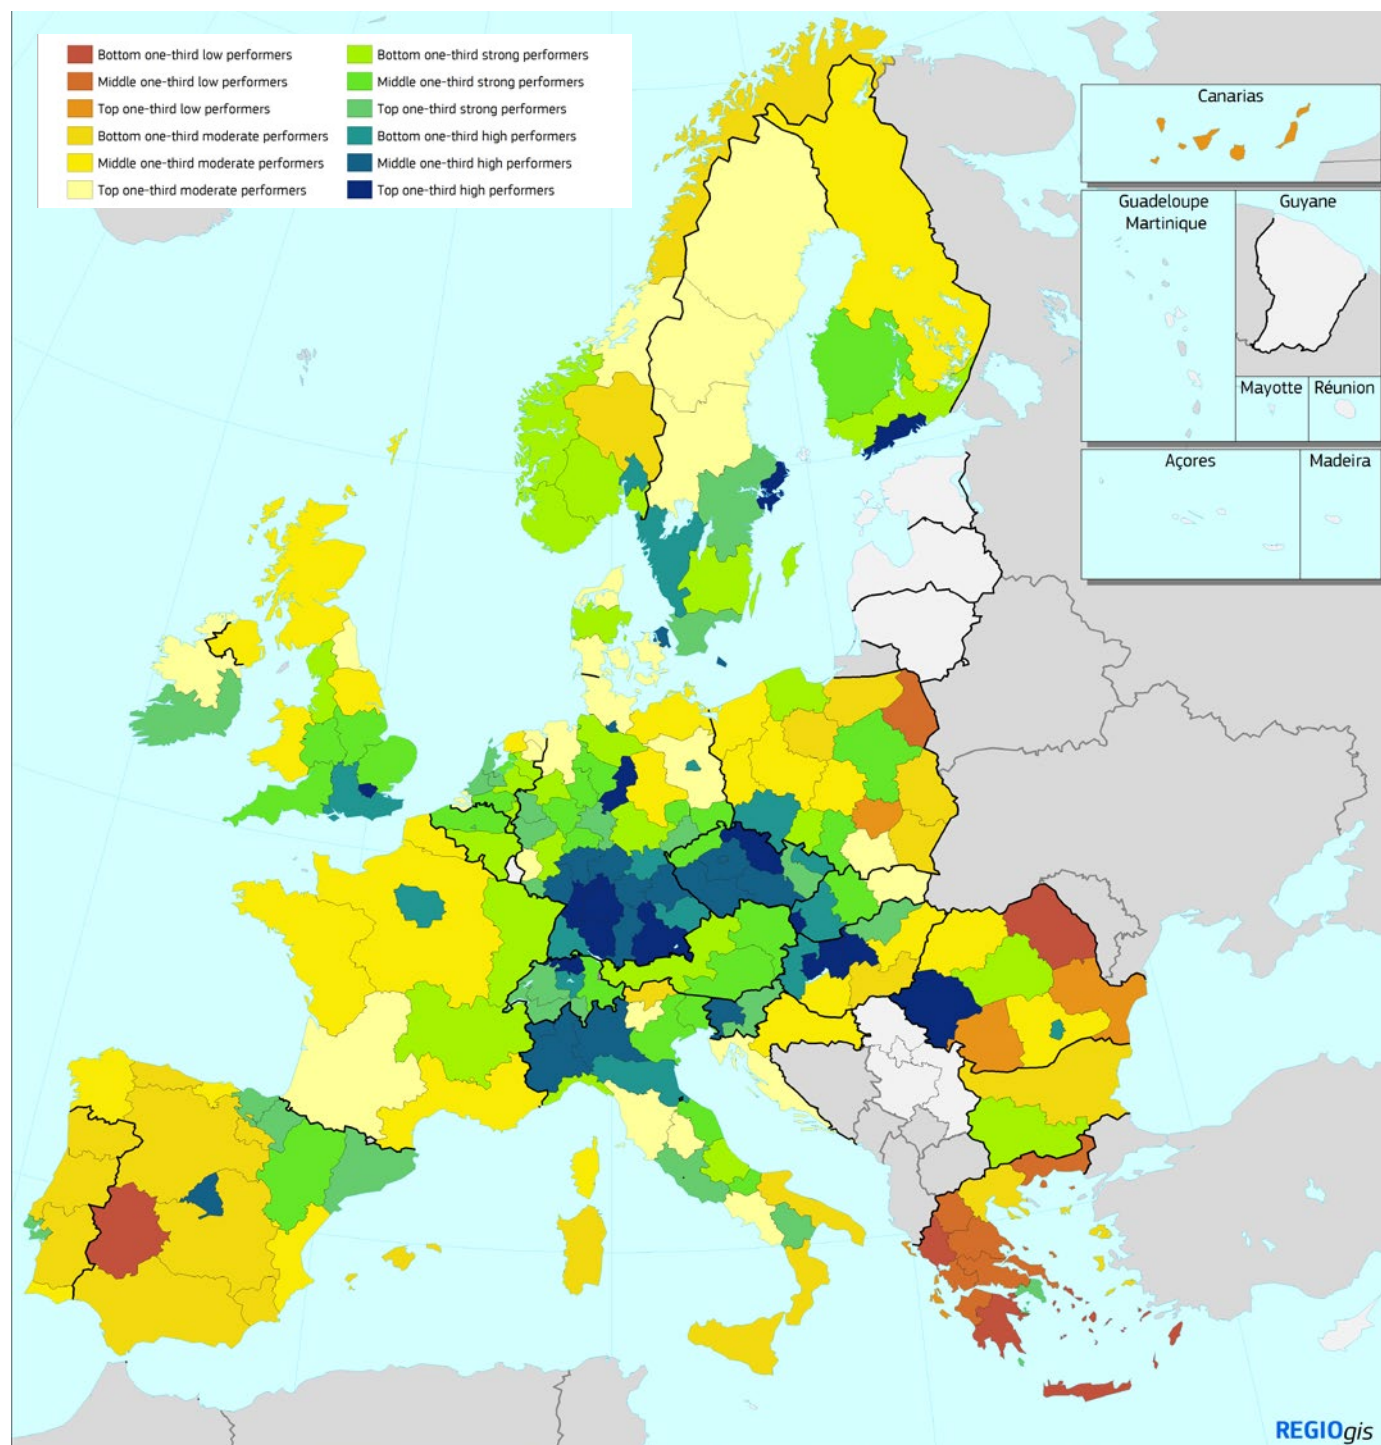 Bottom one-third low performers
Middle one-third low performers
Top one-third low performers
Bottom one-third moderate performers
Middle one-third moderate performers
Top one-third moderate performers
Bottom one-third strong performers
Middle one-third strong performers
Top one-third strong performers
Bottom one-third high performers
Middle one-third high performers
Top one-third high performers
Canarias
Guadeloupe
Martinique
Guyane
Mayotte
Réunion
Açores
Madeira
REGIOgis